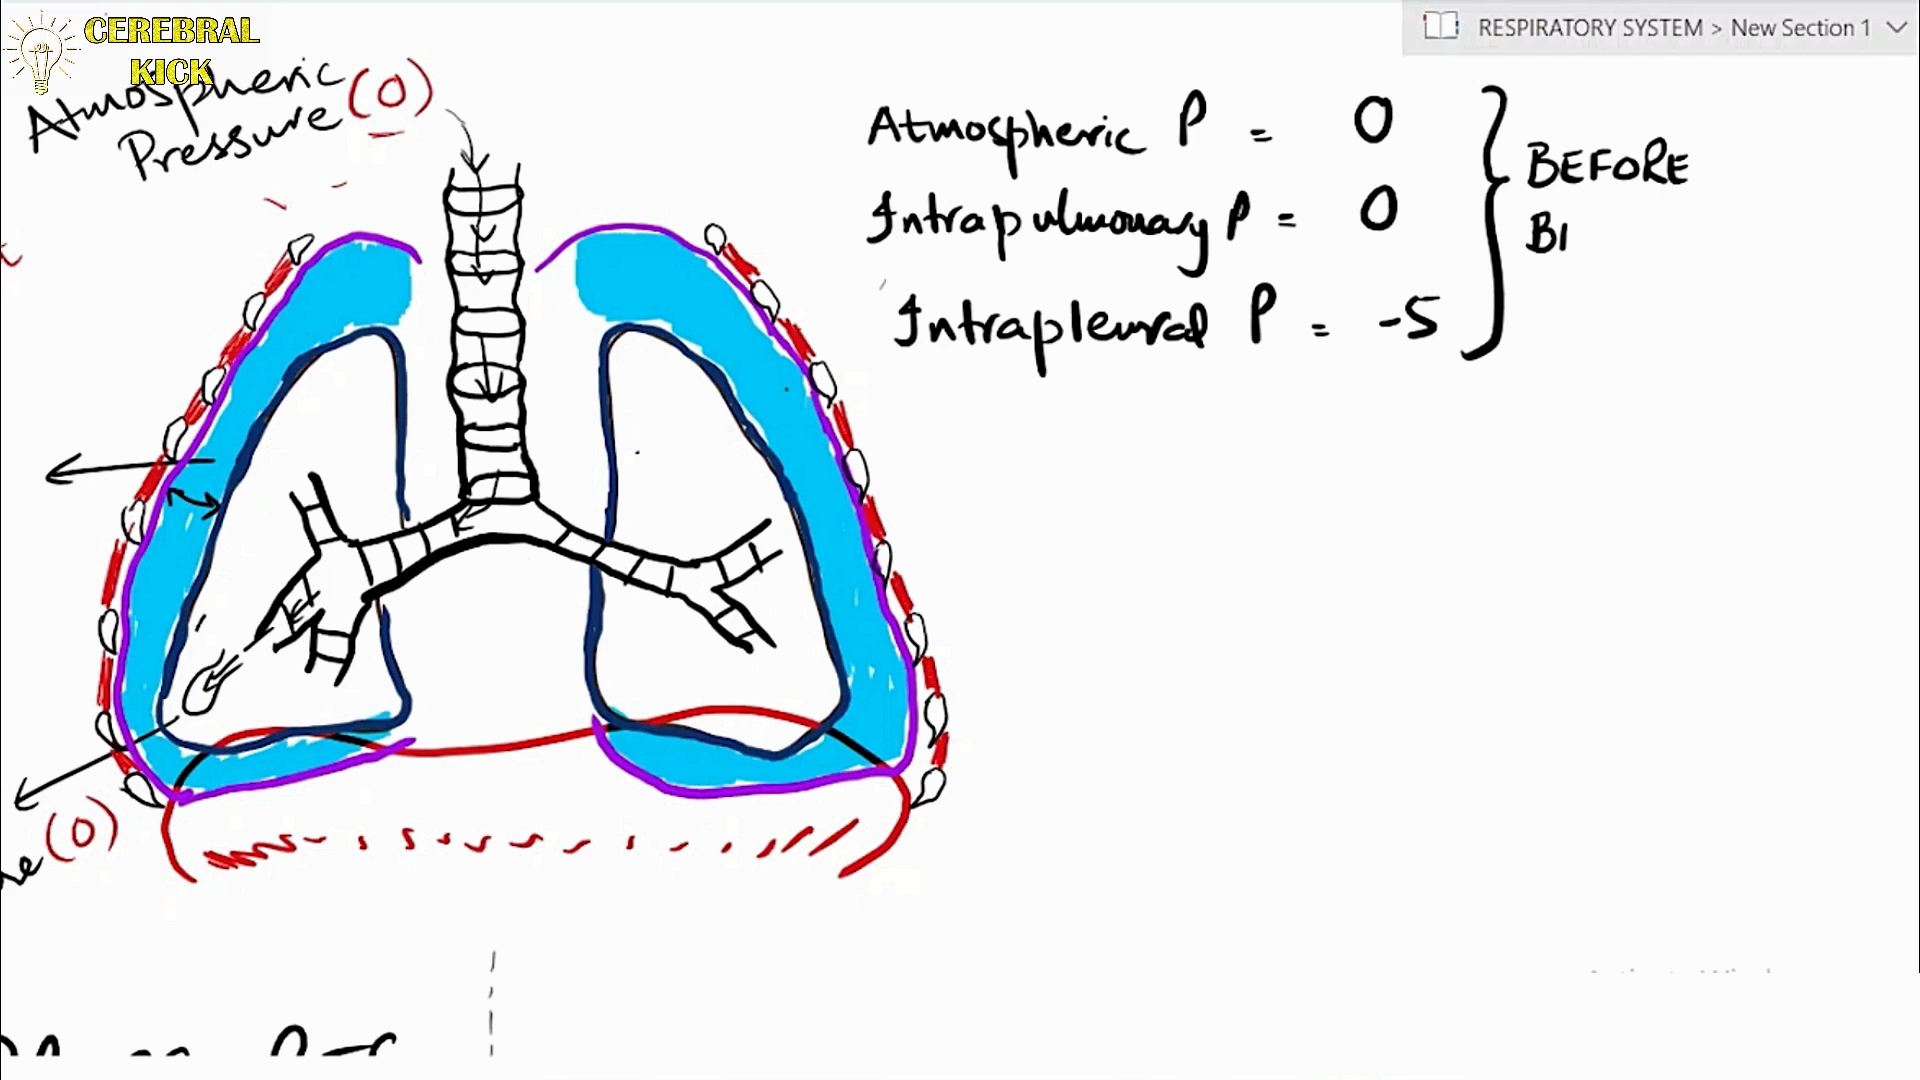 CEREBRAL
KICK
RESPIRATORY SYSTEM > New Section 1
Atmospheric
Pressure (0)
Atmospheric P = 0
Intrapulmonary P = 0
Intrapleural P = -5
BEFORE
BI
(0)